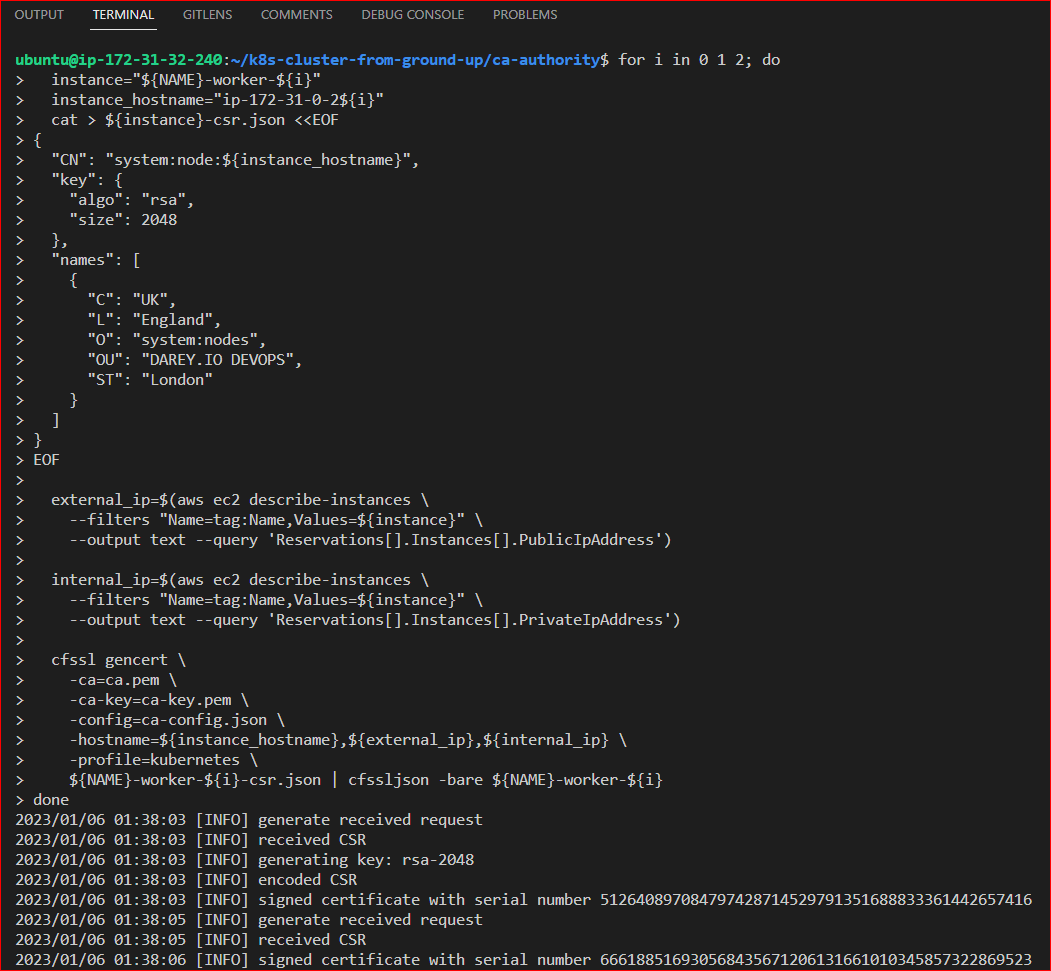 OUTPUT TERMINAL GITLENS COMMENTS DEBUG CONSOLE PROBLEMS
ubuntu@ip-172-31-32-240:~/k8s-cluster-from-ground-up/ca-authority$ for i in 0 1 2; do
>   instance="${NAME}-worker-${i}"
>   instance_hostname="ip-172-31-0-2${i}"
>   cat > ${instance}-csr.json <<EOF
> {
>   "CN": "system:node:${instance_hostname}",
>   "key": {
>     "algo": "rsa",
>     "size": 2048
>   },
>   "names": [
>     {
>       "C": "UK",
>       "L": "England",
>       "O": "system:nodes",
>       "OU": "DAREY.IO DEVOPS",
>       "ST": "London"
>     }
>   ]
> }
> EOF
>
>   external_ip=$(aws ec2 describe-instances \
>     --filters "Name=tag:Name,Values=${instance}" \
>     --output text --query 'Reservations[].Instances[].PublicIpAddress')
>
>   internal_ip=$(aws ec2 describe-instances \
>     --filters "Name=tag:Name,Values=${instance}" \
>     --output text --query 'Reservations[].Instances[].PrivateIpAddress')
>
>   cfssl gencert \
>     -ca=ca.pem \
>     -ca-key=ca-key.pem \
>     -config=ca-config.json \
>     -hostname=${instance_hostname},${external_ip},${internal_ip} \
>     -profile=kubernetes \
>     ${NAME}-worker-${i}-csr.json | cfssljson -bare ${NAME}-worker-${i}
> done
2023/01/06 01:38:03 [INFO] generate received request
2023/01/06 01:38:03 [INFO] received CSR
2023/01/06 01:38:03 [INFO] generating key: rsa-2048
2023/01/06 01:38:03 [INFO] encoded CSR
2023/01/06 01:38:03 [INFO] signed certificate with serial number 512640897084797428714529791351688833361442657416
2023/01/06 01:38:05 [INFO] generate received request
2023/01/06 01:38:05 [INFO] received CSR
2023/01/06 01:38:06 [INFO] signed certificate with serial number 666188516930568435671206131661010345857322869523